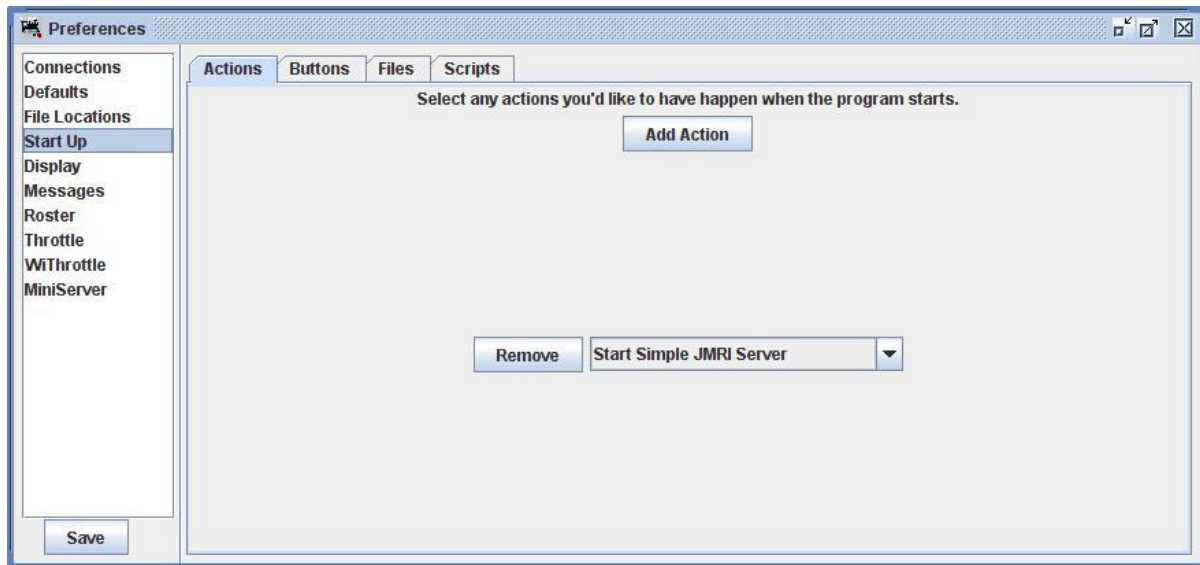 Preferences
Connections
Defaults
File Locations
Start Up
Display
Messages
Roster
Throttle
WiThrottle
MiniServer
Save
Actions Buttons Files Scripts
Select any actions you'd like to have happen when the program starts.
Add Action
Remove Start Simple JMRI Server